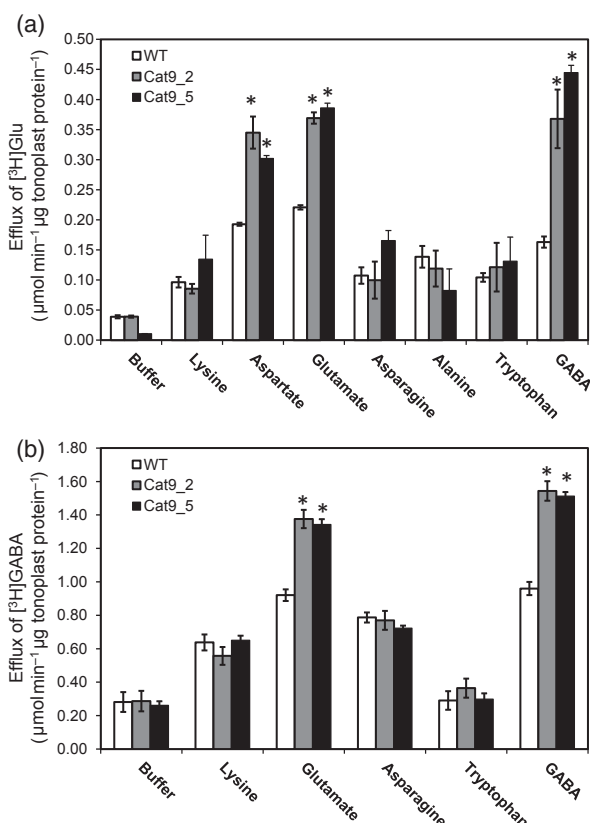 (a)
Efflux of [³H]Glu
( µmol min⁻¹ µg tonoplast protein⁻¹)
0.50
0.45
0.40
0.35
0.30
0.25
0.20
0.15
0.10
0.05
0.00
WT
Cat9_2
Cat9_5
* * * * * *
Buffer Lysine Aspartate Glutamate Asparagine Alanine Tryptophan GABA
(b)
Efflux of [³H]GABA
( µmol min⁻¹ µg tonoplast protein⁻¹)
1.80
1.60
1.40
1.20
1.00
0.80
0.60
0.40
0.20
0.00
WT
Cat9_2
Cat9_5
* * * *
Buffer Lysine Glutamate Asparagine Tryptophan GABA